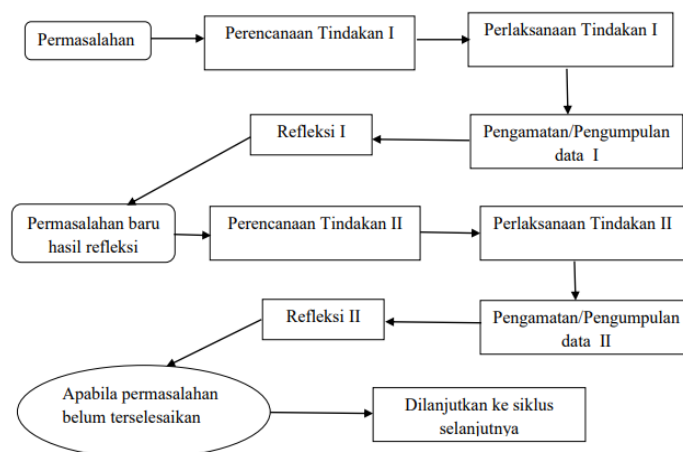 Permasalahan
Perencanaan Tindakan I
Perlaksanaan Tindakan I
Refleksi I
Pengamatan/Pengumpulan
data I
Permasalahan baru
hasil refleksi
Perencanaan Tindakan II
Perlaksanaan Tindakan II
Refleksi II
Pengamatan/Pengumpulan
data II
Apabila permasalahan
belum terselesaikan
Dilanjutkan ke siklus
selanjutnya